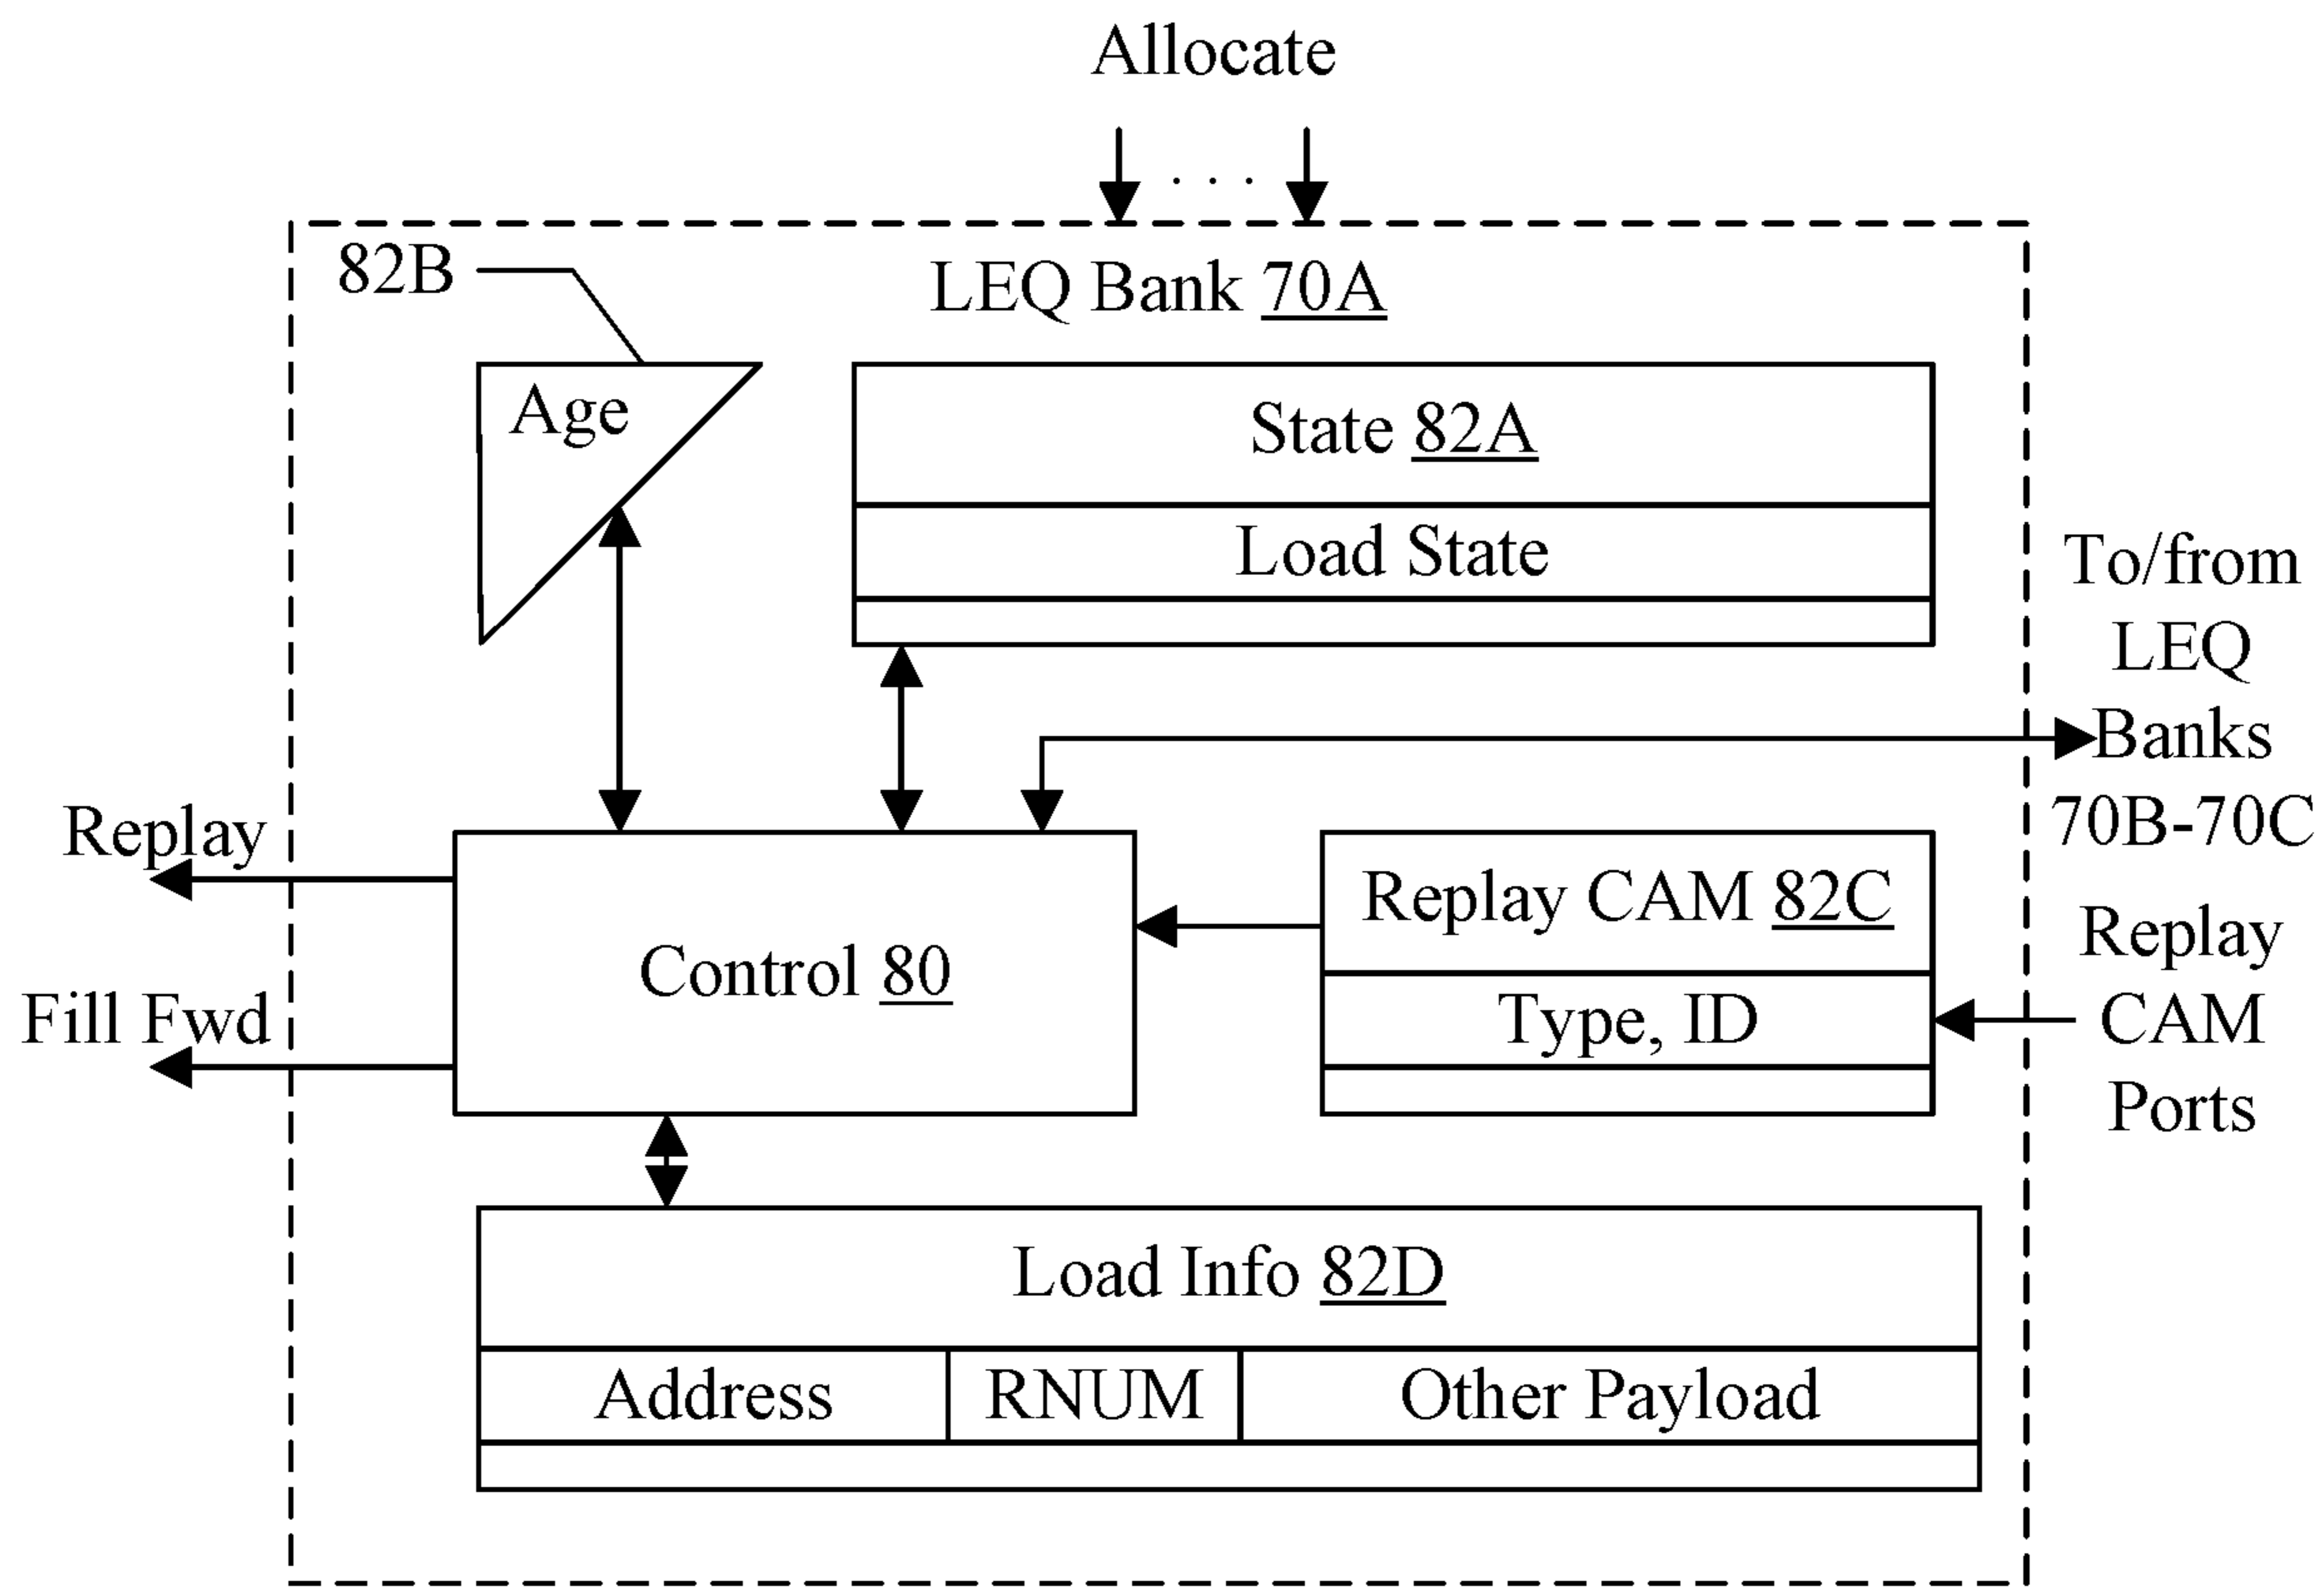 Allocate
. . .
82B
LEQ Bank 70A
Age
State 82A
Load State
To/from
LEQ
Banks
70B-70C
Replay
Fill Fwd
Control 80
Replay CAM 82C
Type, ID
Replay
CAM
Ports
Load Info 82D
Address
RNUM
Other Payload